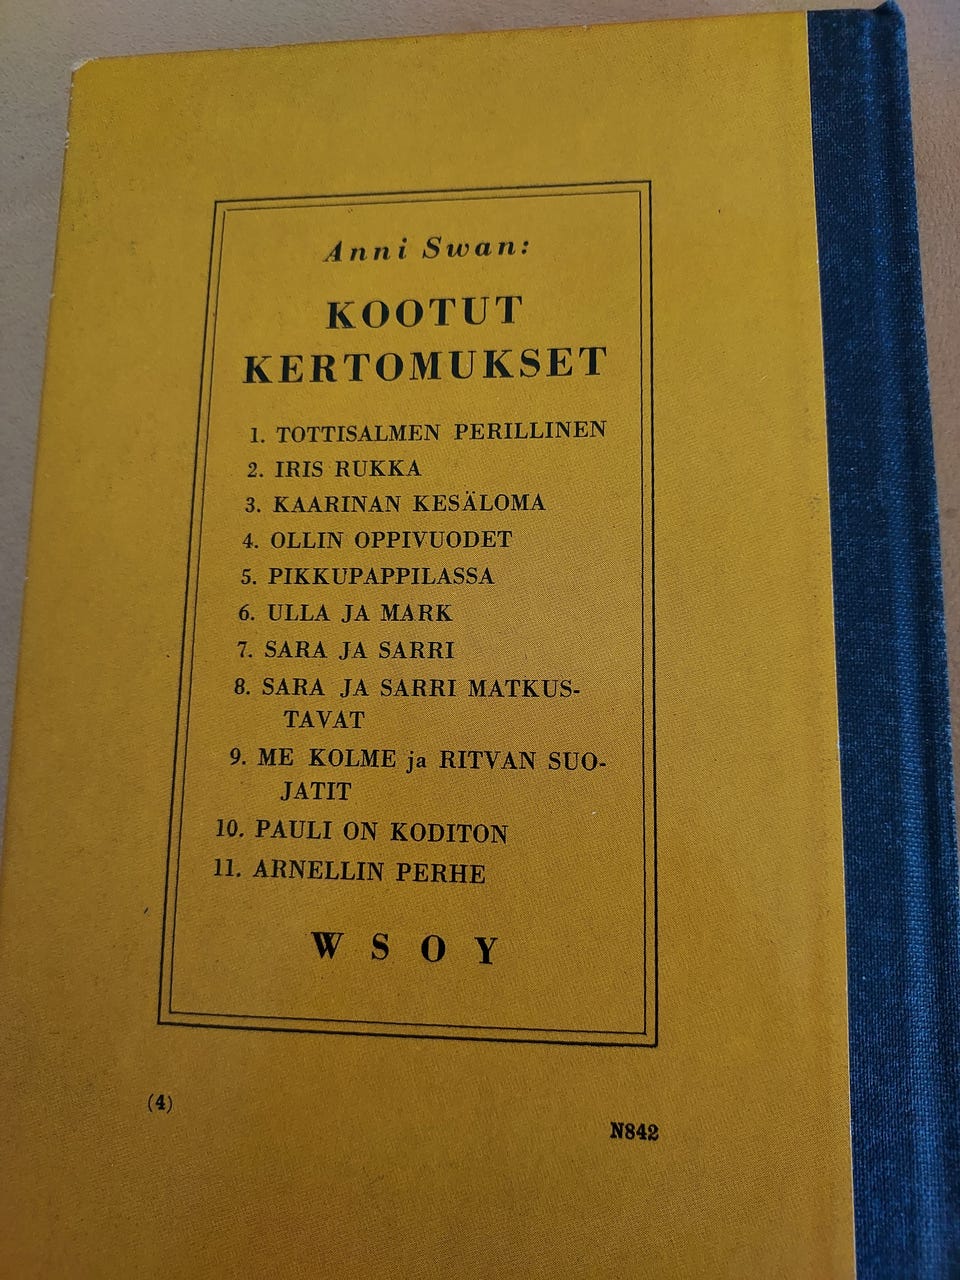 Anni Swan:
KOOTUT
KERTOMUKSET
1. TOTTISALMEN PERILLINEN
2. IRIS RUKKA
3. KAARINAN KESÄLOMA
4. OLLIN OPPIVUODET
5. PIKKUPAPPILASSA
6. ULLA JA MARK
7. SARA JA SARRI
8. SARA JA SARRI MATKUS-
TAVAT
9. ME KOLME ja RITVAN SUO-
JATIT
10. PAULI ON KODITON
11. ARNELLIN PERHE
W S O Y
(4)
N842